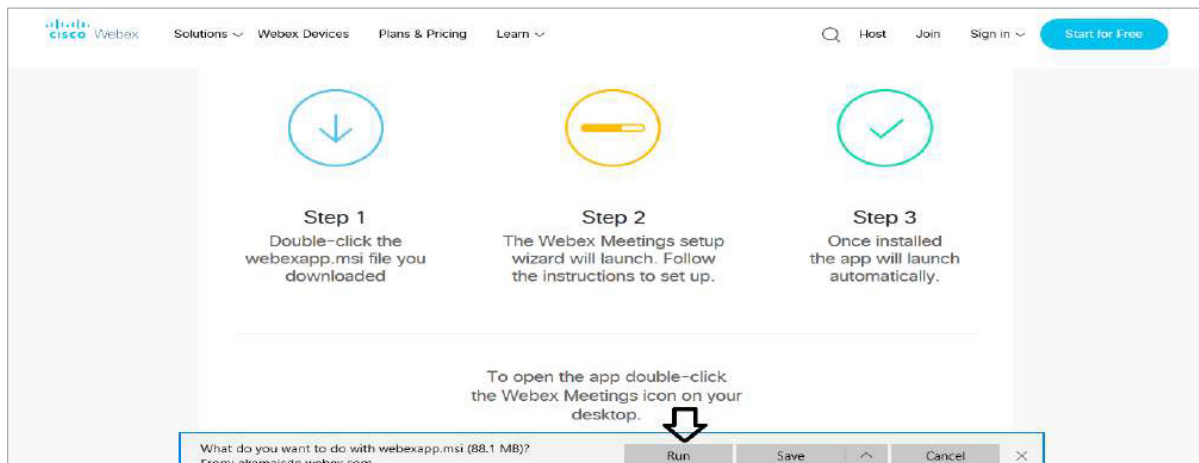 CISCO Webex Solutions Webex Devices Plans & Pricing Learn Host Join Sign in Start for Free
Step 1
Double-click the
webexapp.msi file you
downloaded
Step 2
The Webex Meetings setup
wizard will launch. Follow
the instructions to set up.
Step 3
Once installed
the app will launch
automatically.
To open the app double-click
the Webex Meetings icon on your
desktop.
What do you want to do with webexapp.msi (88.1 MB)?
Run Save Cancel
From: